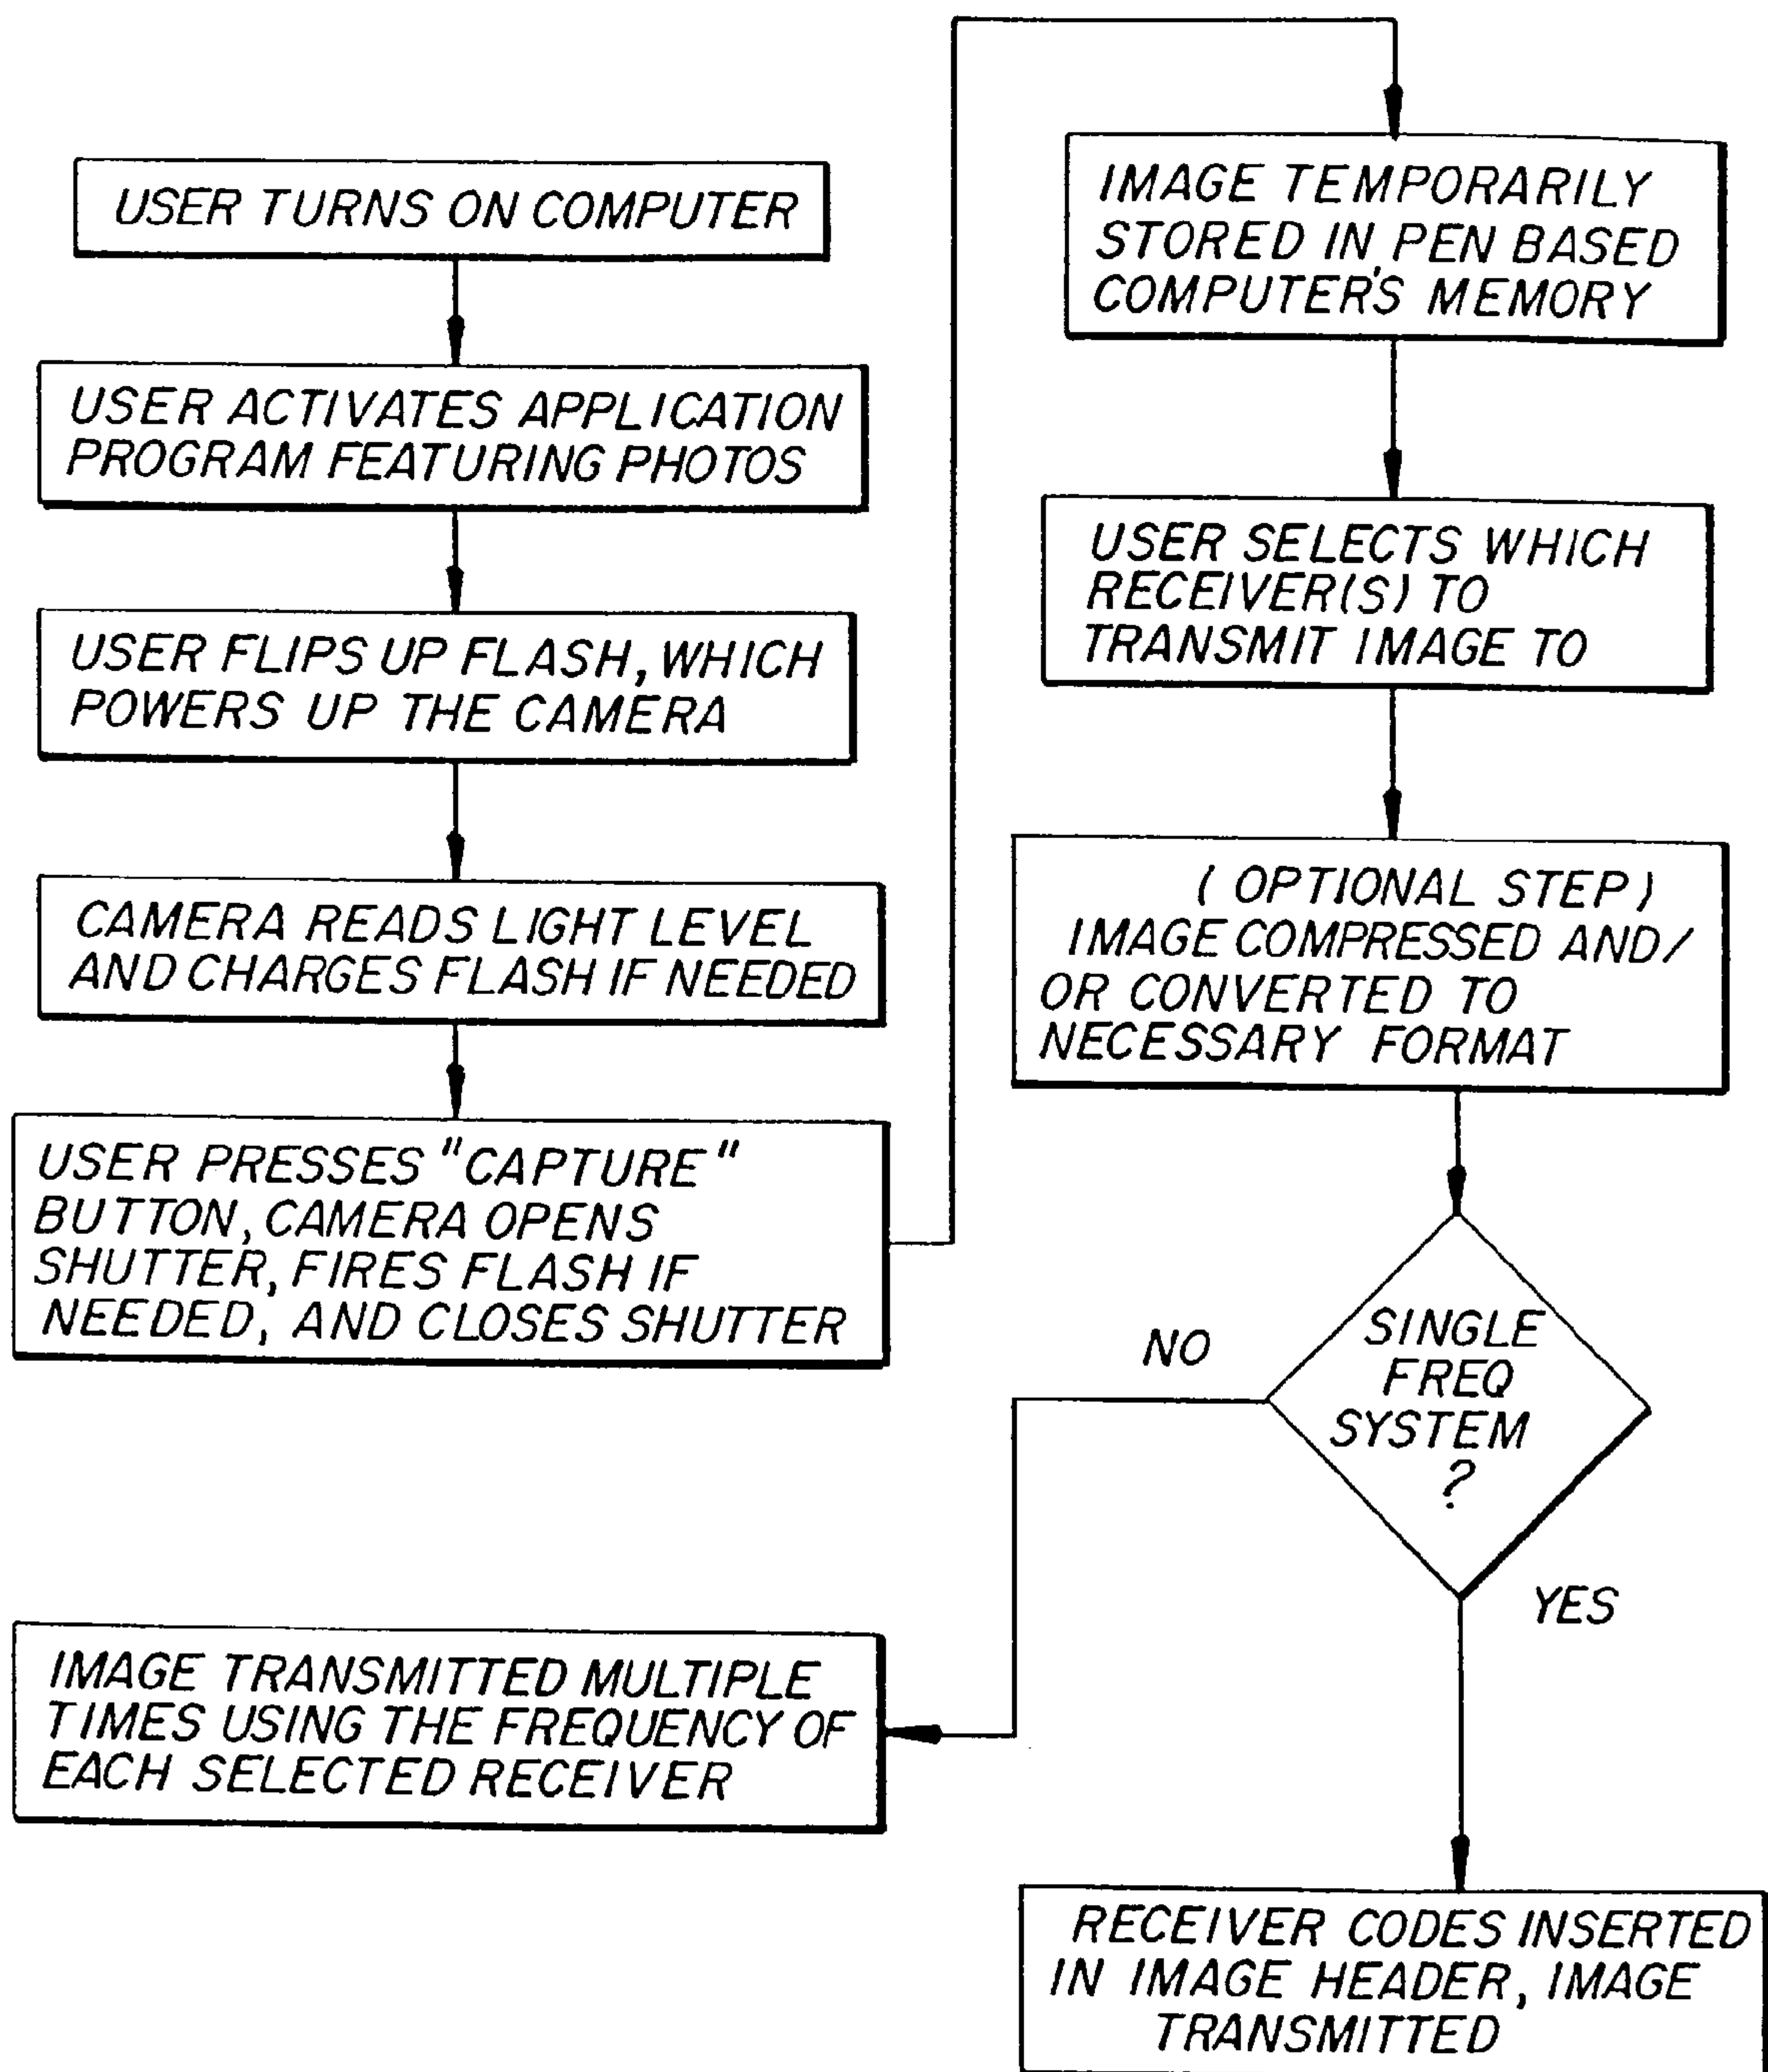 USER TURNS ON COMPUTER
USER ACTIVATES APPLICATION
PROGRAM FEATURING PHOTOS
USER FLIPS UP FLASH, WHICH
POWERS UP THE CAMERA
CAMERA READS LIGHT LEVEL
AND CHARGES FLASH IF NEEDED
USER PRESSES "CAPTURE"
BUTTON, CAMERA OPENS
SHUTTER, FIRES FLASH IF
NEEDED, AND CLOSES SHUTTER
IMAGE TEMPORARILY
STORED IN PEN BASED
COMPUTER'S MEMORY
USER SELECTS WHICH
RECEIVER(S) TO
TRANSMIT IMAGE TO
(OPTIONAL STEP)
IMAGE COMPRESSED AND/
OR CONVERTED TO
NECESSARY FORMAT
SINGLE
FREQ
SYSTEM
?
NO
YES
IMAGE TRANSMITTED MULTIPLE
TIMES USING THE FREQUENCY OF
EACH SELECTED RECEIVER
RECEIVER CODES INSERTED
IN IMAGE HEADER, IMAGE
TRANSMITTED